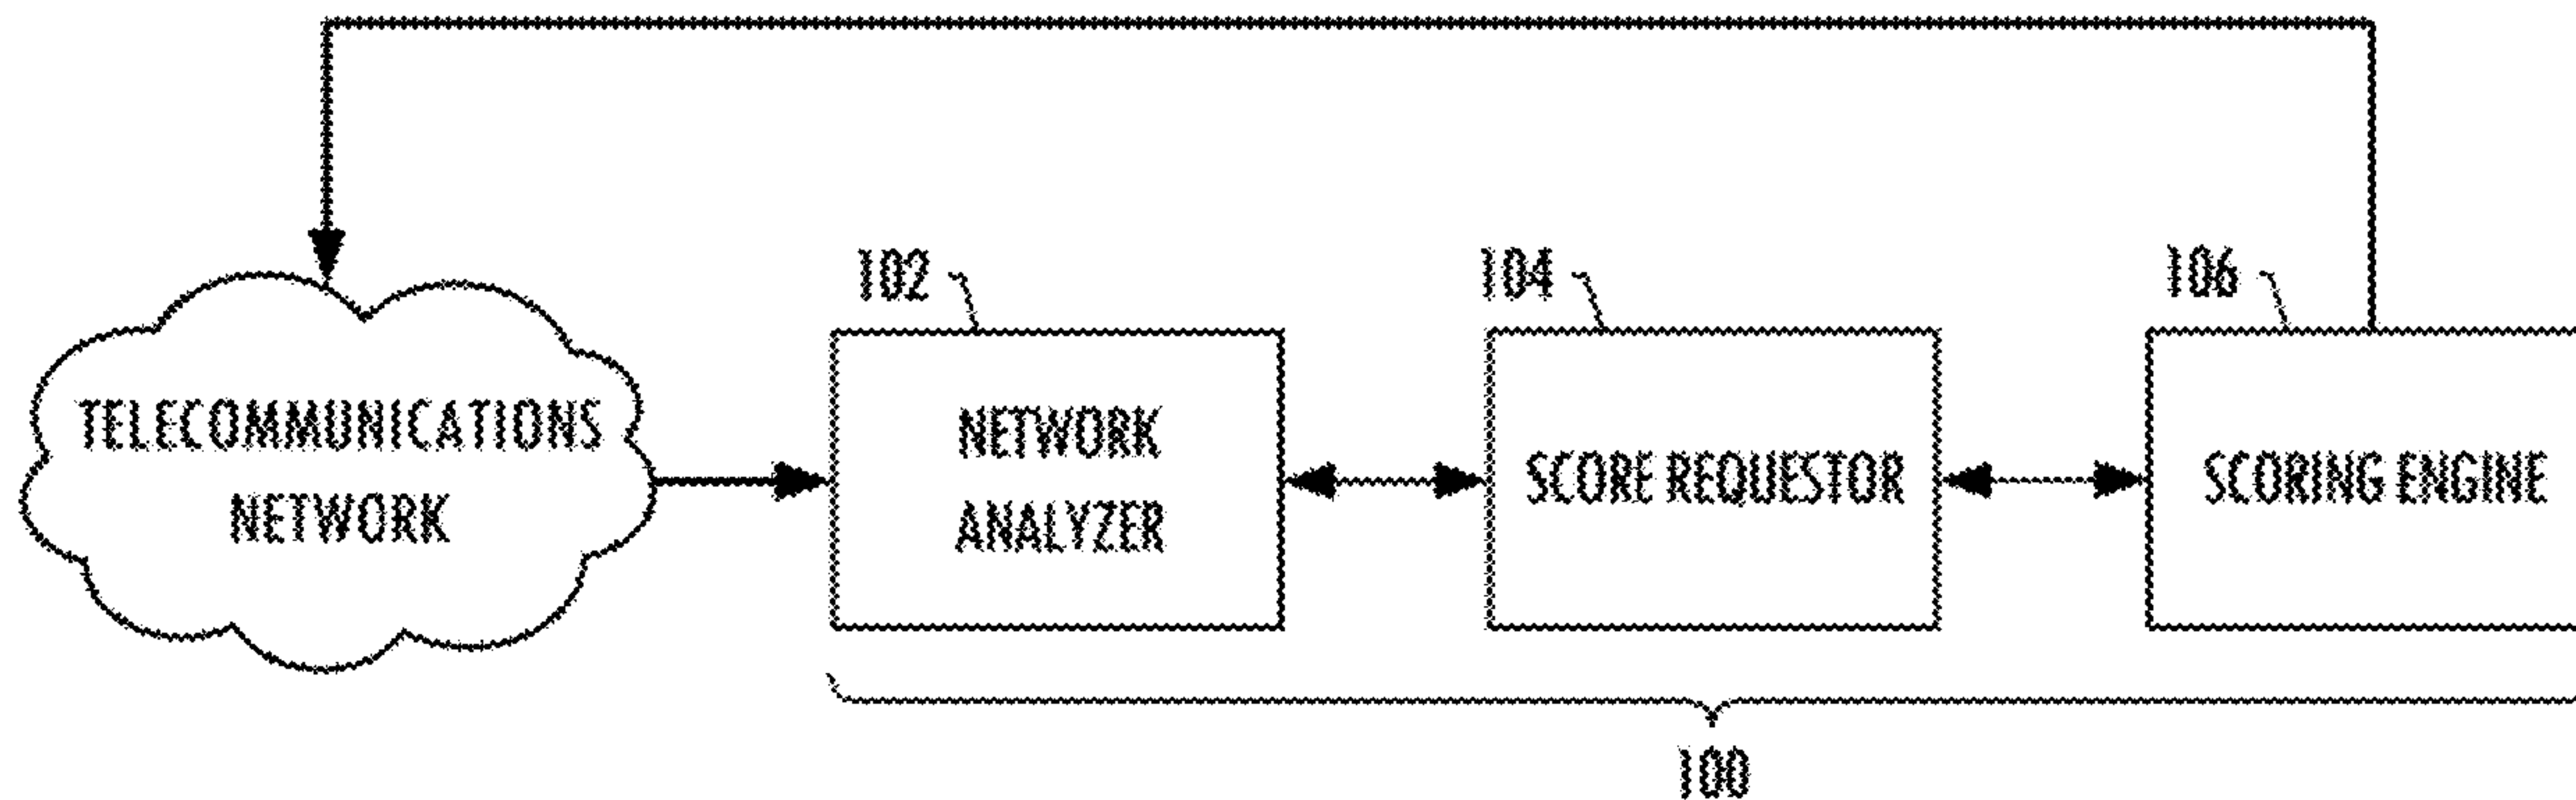 102
104
106
TELECOMMUNICATIONS
NETWORK
NETWORK
ANALYZER
SCORE REQUESTOR
SCORING ENGINE
100